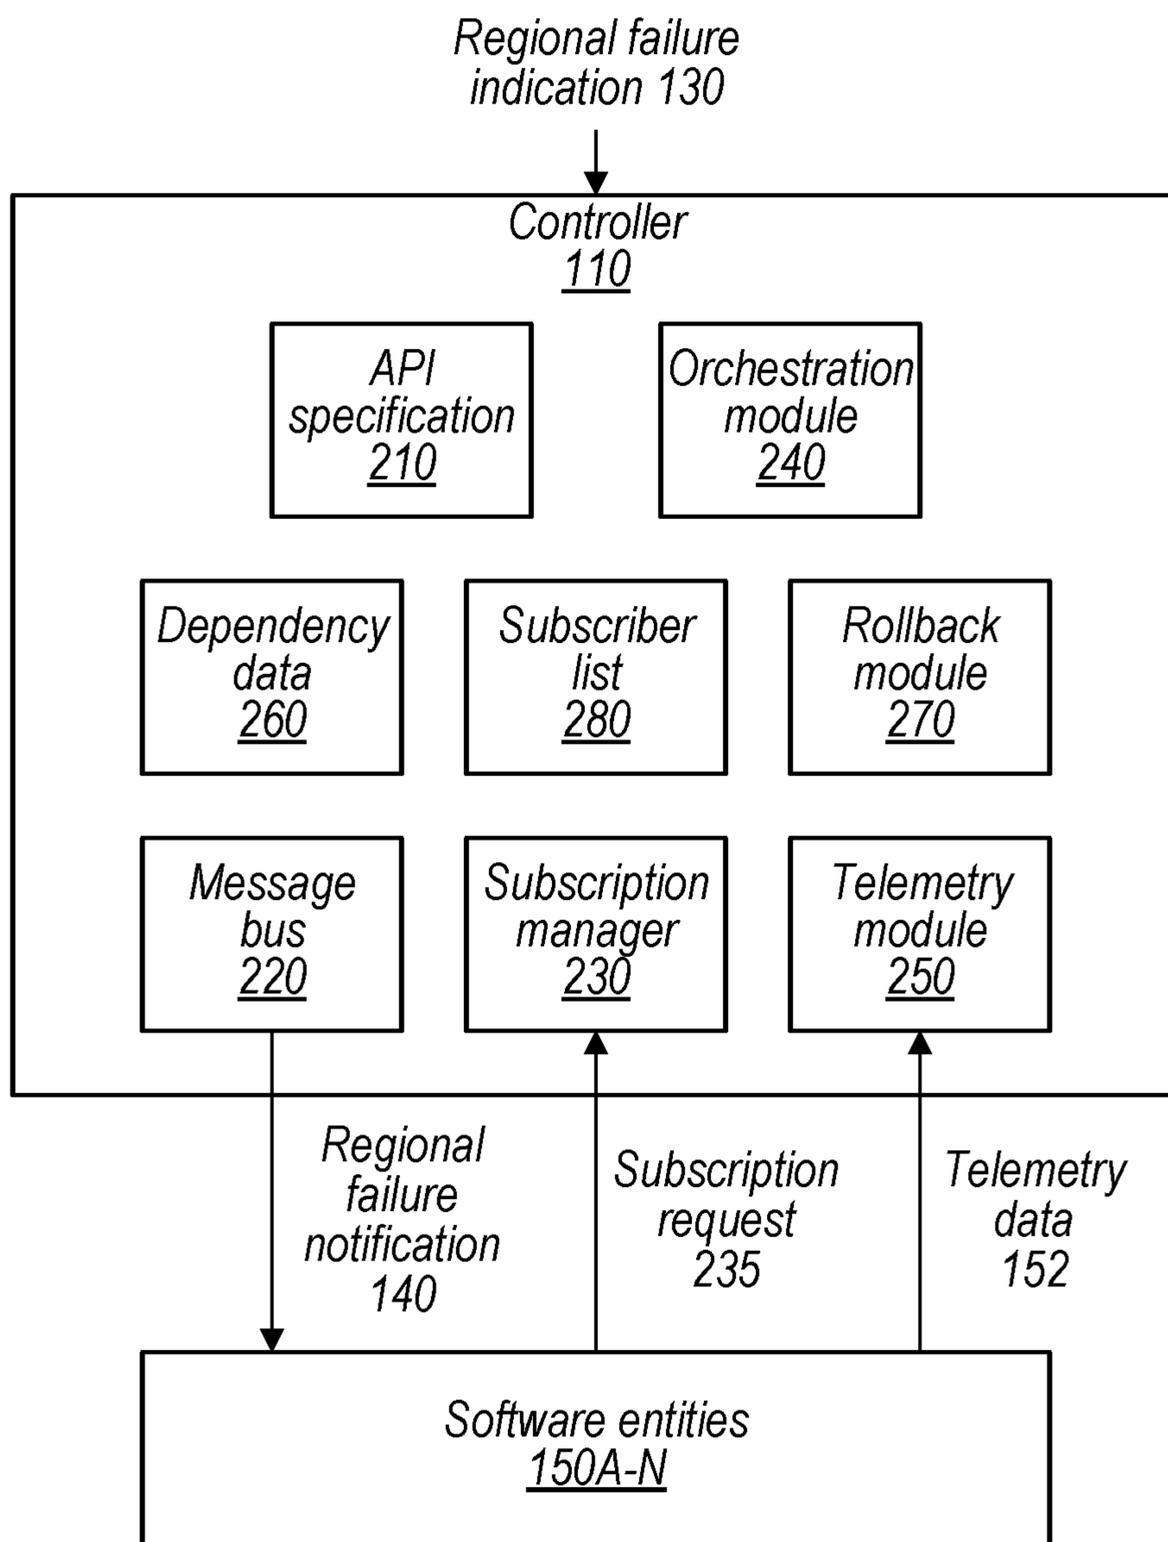 Regional failure
indication 130
Controller
110
API
specification
210
Orchestration
module
240
Dependency
data
260
Subscriber
list
280
Rollback
module
270
Message
bus
220
Subscription
manager
230
Telemetry
module
250
Regional
failure
notification
140
Subscription
request
235
Telemetry
data
152
Software entities
150A-N